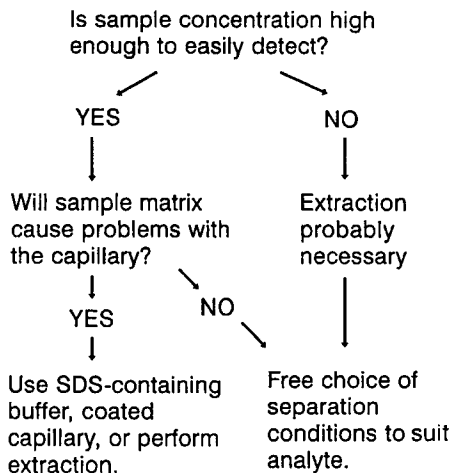 Is sample concentration high
enough to easily detect?
YES
NO
Will sample matrix
cause problems with
the capillary?
Extraction
probably
necessary
YES
NO
Use SDS-containing
buffer, coated
capillary, or perform
extraction.
Free choice of
separation
conditions to suit
analyte.